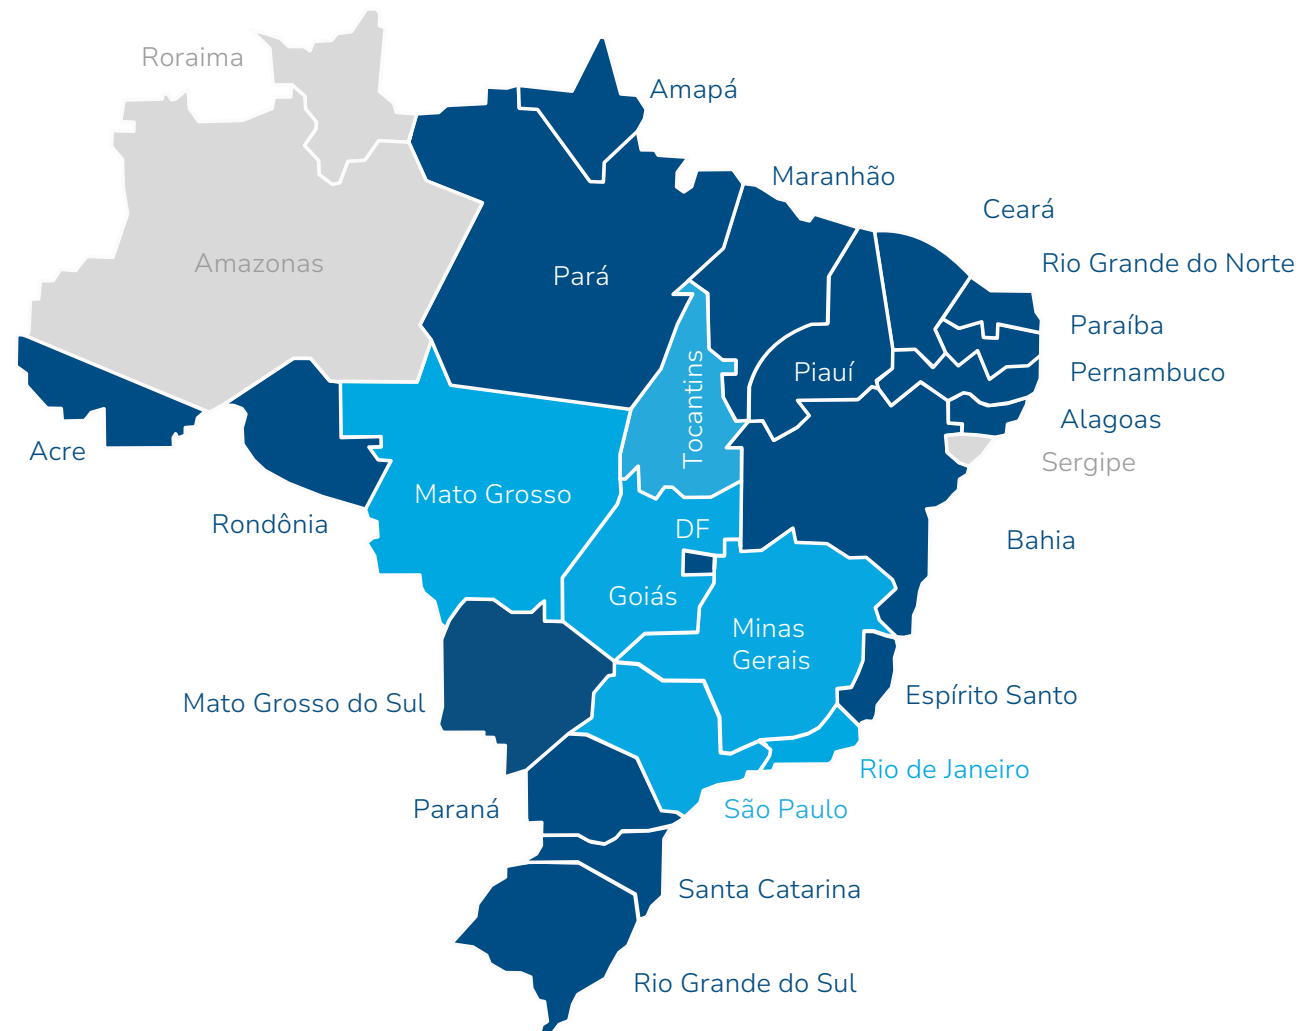 Roraima
Amapá
Maranhão
Ceará
Amazonas
Pará
Rio Grande do Norte
Paraíba
Tocantins
Piauí
Pernambuco
Alagoas
Acre
Sergipe
Mato Grosso
Rondônia
DF
Bahia
Goiás
Minas
Gerais
Mato Grosso do Sul
Espírito Santo
Rio de Janeiro
Paraná
São Paulo
Santa Catarina
Rio Grande do Sul